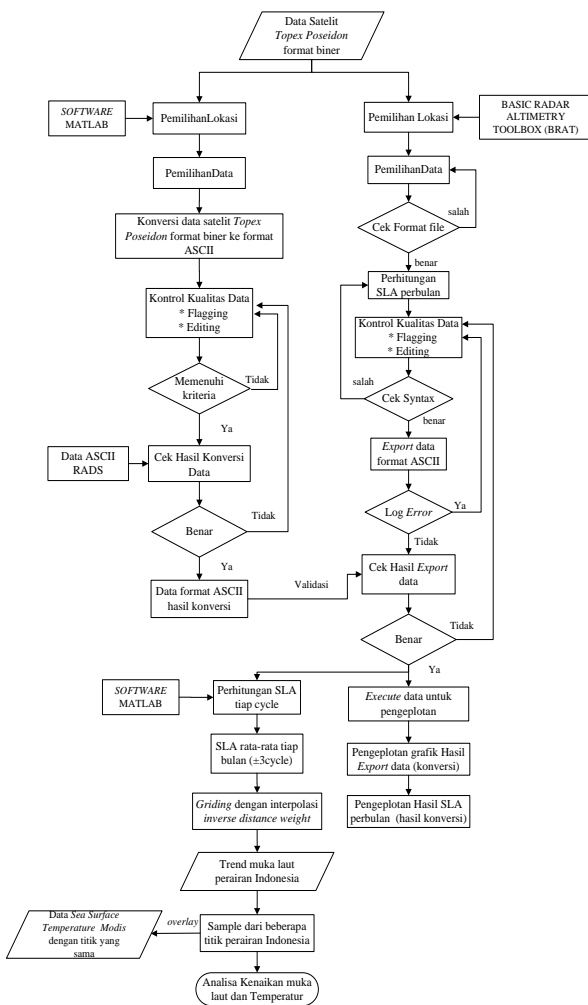 Data Satelit
Topex Poseidon
format biner
SOFTWARE
MATLAB
PemilihanLokasi
Pemilihan Lokasi
BASIC RADAR
ALTIMETRY
TOOLBOX (BRAT)
PemilihanData
PemilihanData
salah
Cek Format file
Konversi data satelit Topex
Poseidon format biner ke format
ASCII
benar
Perhitungan
SLA perbulan
Kontrol Kualitas Data
* Flagging
* Editing
Kontrol Kualitas Data
* Flagging
* Editing
Memenuhi
kriteria
Tidak
salah
Cek Syntax
Ya
benar
Data ASCII
RADS
Cek Hasil Konversi
Data
Export data
format ASCII
Benar
Tidak
Log Error
Ya
Ya
Tidak
Data format ASCII
hasil konversi
Validasi
Cek Hasil Export
data
Benar
Tidak
Ya
SOFTWARE
MATLAB
Perhitungan SLA
tiap cycle
Execute data untuk
pengeplotan
SLA rata-rata tiap
bulan (±3cycle)
Pengeplotan grafik Hasil
Export data (konversi)
Griding dengan interpolasi
inverse distance weight
Pengeplotan Hasil SLA
perbulan (hasil konversi)
Trend muka laut
perairan Indonesia
Data Sea Surface
Temperature Modis
dengan titik yang
sama
overlay
Sample dari beberapa
titik perairan Indonesia
Analisa Kenaikan muka
laut dan Temperatur